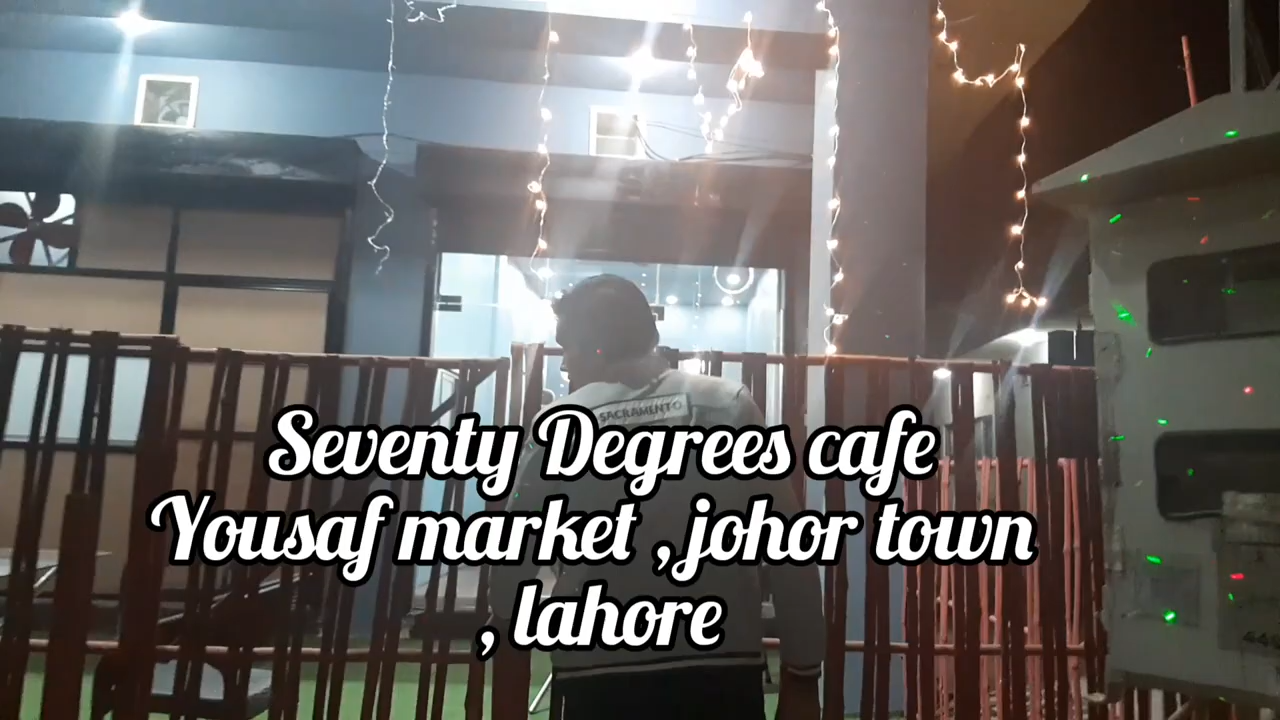 SACRAMENTO
Seventy Degrees cafe
Yousaf market , johor town
, lahore